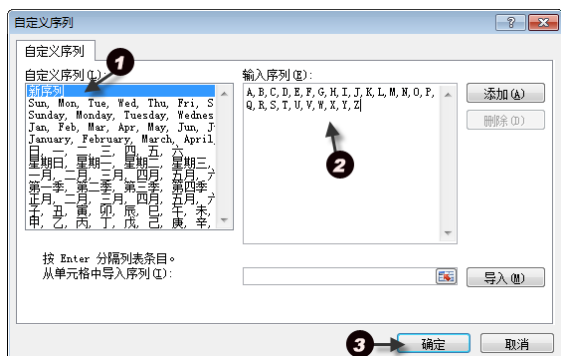 自定义序列
自定义序列
自定义序列(L):
新序列
Sun, Mon, Tue, Wed, Thu, Fri, S
Sunday, Monday, Tuesday, Wednes
Jan, Feb, Mar, Apr, May, Jun, J
January, February, March, April
日, 一, 二, 三, 四, 五, 六
星期日, 星期一, 星期二, 星期三,
一月, 二月, 三月, 四月, 五月, 六
第一季, 第二季, 第三季, 第四季
正月, 二月, 三月, 四月, 五月, 六
子, 丑, 寅, 卯, 辰, 巳, 午, 未,
甲, 乙, 丙, 丁, 戊, 己, 庚, 辛,
输入序列(E):
A, B, C, D, E, F, G, H, I, J, K, L, M, N, O, P,
Q, R, S, T, U, V, W, X, Y, Z
添加(A)
删除(D)
1
2
按 Enter 分隔列表条目。
从单元格中导入序列(I):
导入(M)
3
确定
取消